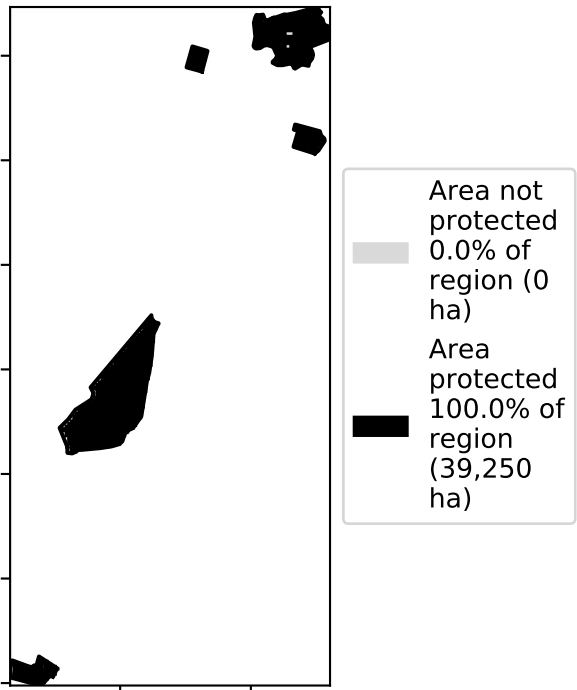 Area not
protected
0.0% of
region (0
ha)
Area
protected
100.0% of
region
(39,250
ha)